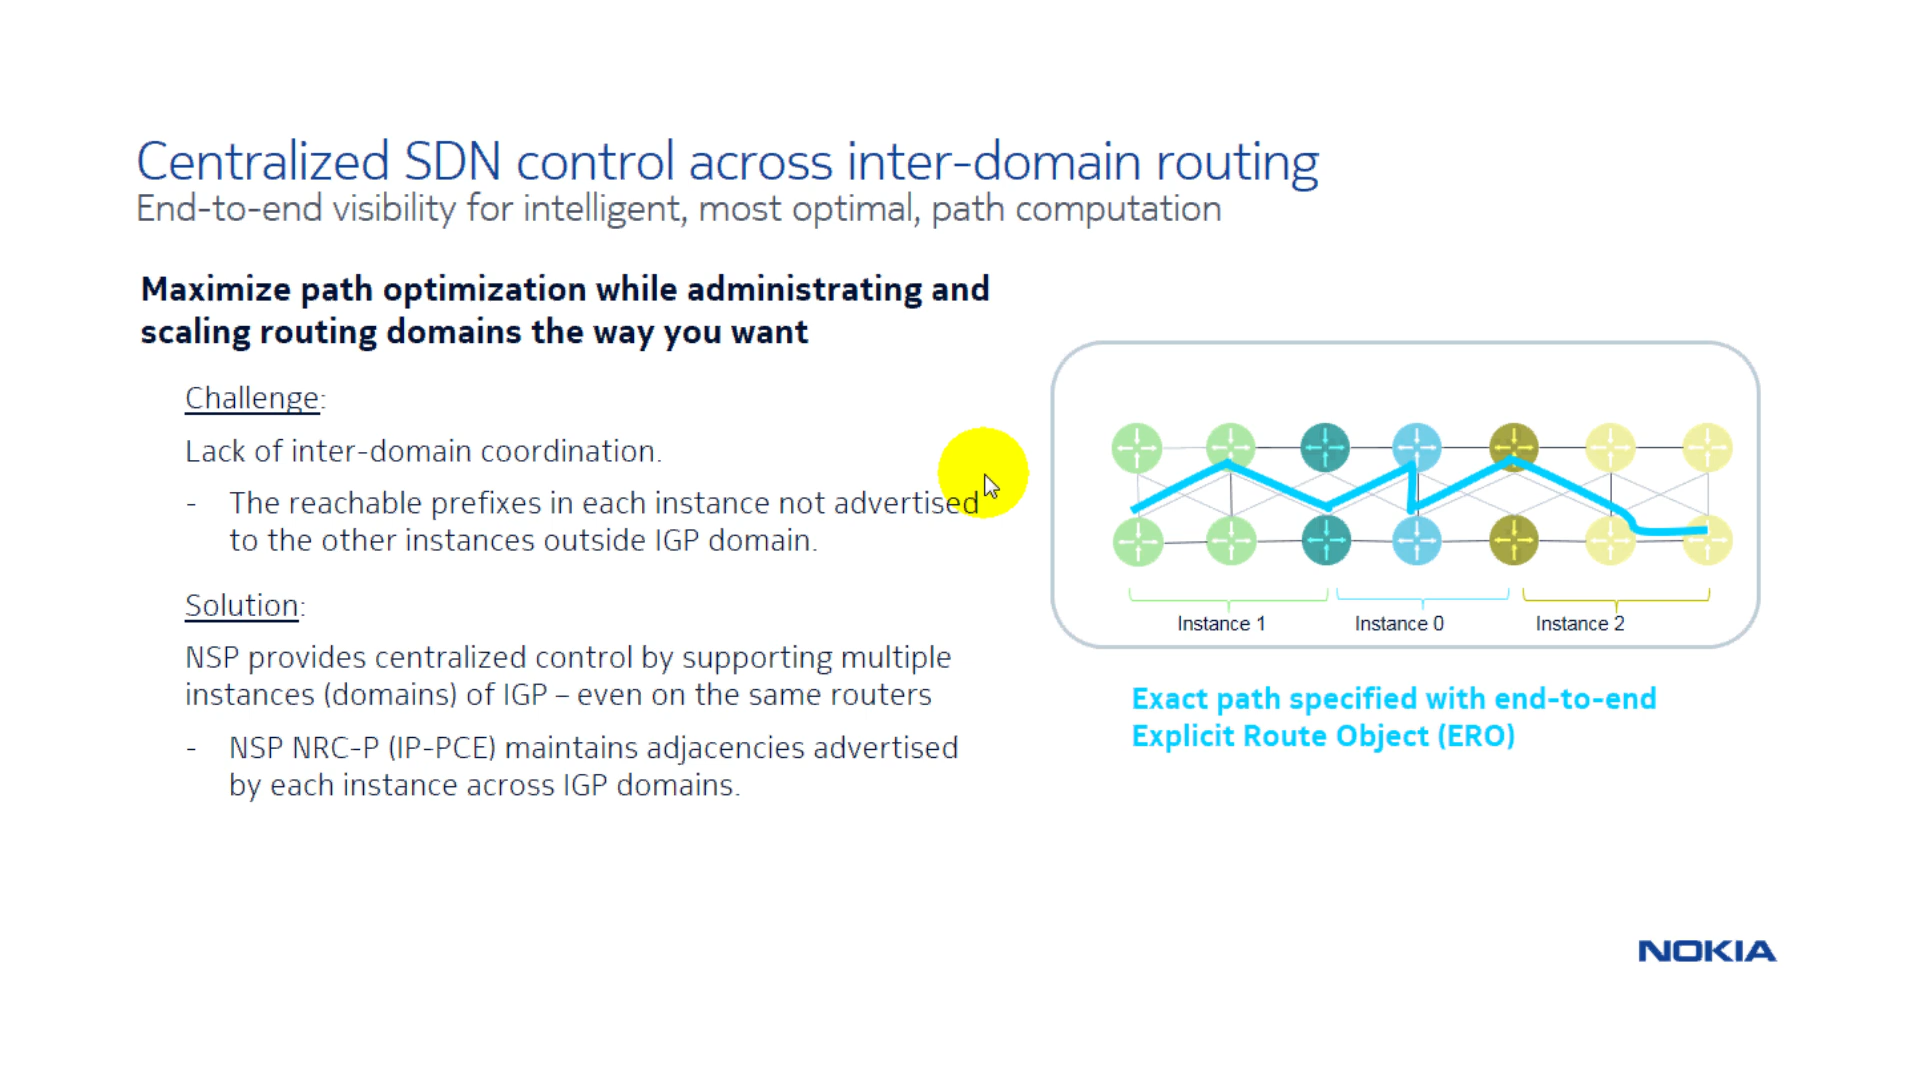 Centralized SDN control across inter-domain routing
End-to-end visibility for intelligent, most optimal, path computation
Maximize path optimization while administrating and
scaling routing domains the way you want
Challenge:
Lack of inter-domain coordination.
- The reachable prefixes in each instance not advertised
to the other instances outside IGP domain.
Solution:
NSP provides centralized control by supporting multiple
instances (domains) of IGP – even on the same routers
- NSP NRC-P (IP-PCE) maintains adjacencies advertised
by each instance across IGP domains.
Instance 1
Instance 0
Instance 2
Exact path specified with end-to-end
Explicit Route Object (ERO)
NOKIA